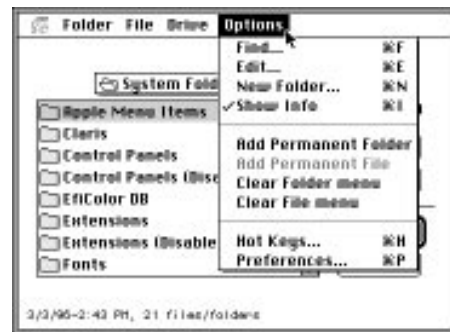 Folder File Drive Options
Find... ⌘F
Edit... ⌘E
New Folder... ⌘N
✓Show Info ⌘I
Add Permanent Folder
Add Permanent File
Clear Folder menu
Clear File menu
Hot Keys... ⌘H
Preferences... ⌘P
System Fold
Apple Menu Items
Claris
Control Panels
Control Panels (Disa
EfiColor DB
Extensions
Extensions (Disable
Fonts
3/3/96-2:43 PM, 21 files/folders